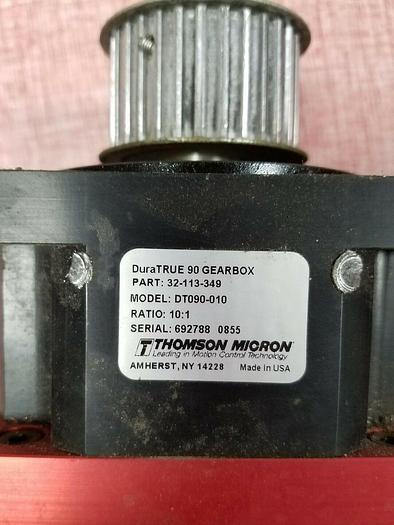 DuraTRUE 90 GEARBOX
PART: 32-113-349
MODEL: DT090-010
RATIO: 10:1
SERIAL: 692788 0855
THOMSON MICRON
Leading in Motion Control Technology
AMHERST, NY 14228 Made in USA